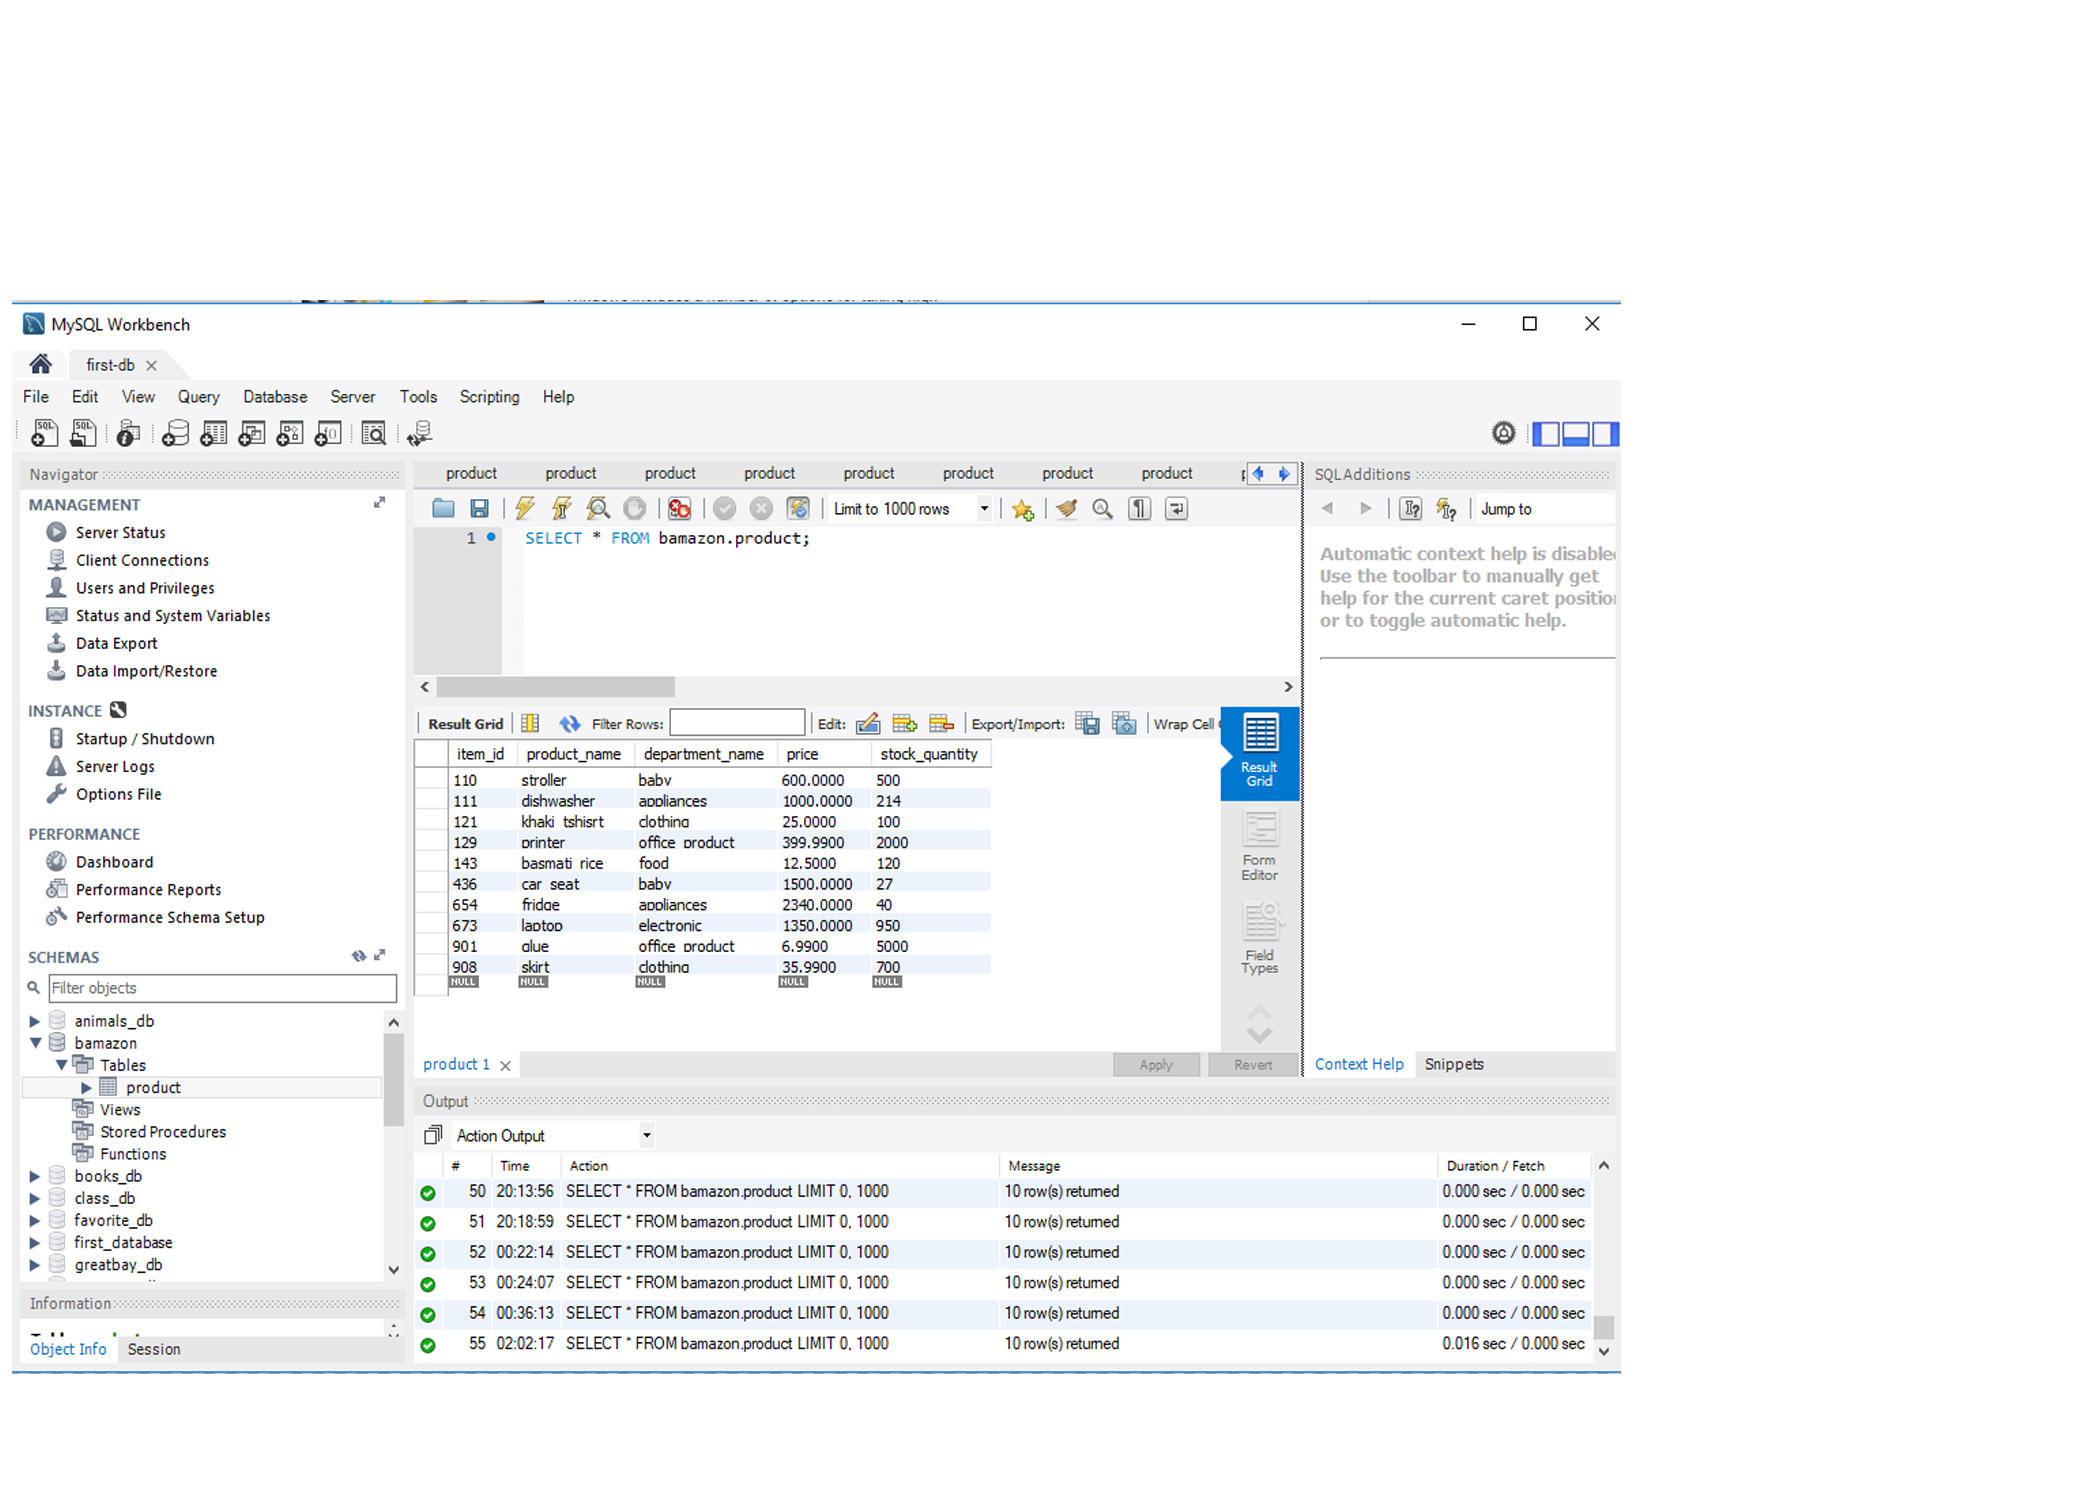 MySQL Workbench
first-db
File Edit View Query Database Server Tools Scripting Help
Navigator
MANAGEMENT
Server Status
Client Connections
Users and Privileges
Status and System Variables
Data Export
Data Import/Restore
INSTANCE
Startup / Shutdown
Server Logs
Options File
PERFORMANCE
Dashboard
Performance Reports
Performance Schema Setup
SCHEMAS
Filter objects
animals_db
bamazon
Tables
product
Views
Stored Procedures
Functions
books_db
class_db
favorite_db
first_database
greatbay_db
Information
Object Info Session
product product product product product product product product
Limit to 1000 rows
1 SELECT * FROM bamazon.product;
Result Grid Filter Rows: Edit: Export/Import: Wrap Cell
item_id product_name department_name price stock_quantity
110 stroller baby 600.0000 500
111 dishwasher appliances 1000.0000 214
121 khaki_tshisrt clothing 25.0000 100
129 printer office_product 399.9900 2000
143 basmati_rice food 12.5000 120
436 car_seat baby 1500.0000 27
654 fridge appliances 2340.0000 40
673 laptop electronic 1350.0000 950
901 glue office_product 6.9900 5000
908 skirt clothing 35.9900 700
NULL NULL NULL NULL NULL
Result
Grid
Form
Editor
Field
Types
product 1 Apply Revert
SQLAdditions
Jump to
Automatic context help is disabled
Use the toolbar to manually get
help for the current caret position
or to toggle automatic help.
Context Help Snippets
Output
Action Output
# Time Action Message Duration / Fetch
50 20:13:56 SELECT * FROM bamazon.product LIMIT 0, 1000 10 row(s) returned 0.000 sec / 0.000 sec
51 20:18:59 SELECT * FROM bamazon.product LIMIT 0, 1000 10 row(s) returned 0.000 sec / 0.000 sec
52 00:22:14 SELECT * FROM bamazon.product LIMIT 0, 1000 10 row(s) returned 0.000 sec / 0.000 sec
53 00:24:07 SELECT * FROM bamazon.product LIMIT 0, 1000 10 row(s) returned 0.000 sec / 0.000 sec
54 00:36:13 SELECT * FROM bamazon.product LIMIT 0, 1000 10 row(s) returned 0.000 sec / 0.000 sec
55 02:02:17 SELECT * FROM bamazon.product LIMIT 0, 1000 10 row(s) returned 0.016 sec / 0.000 sec